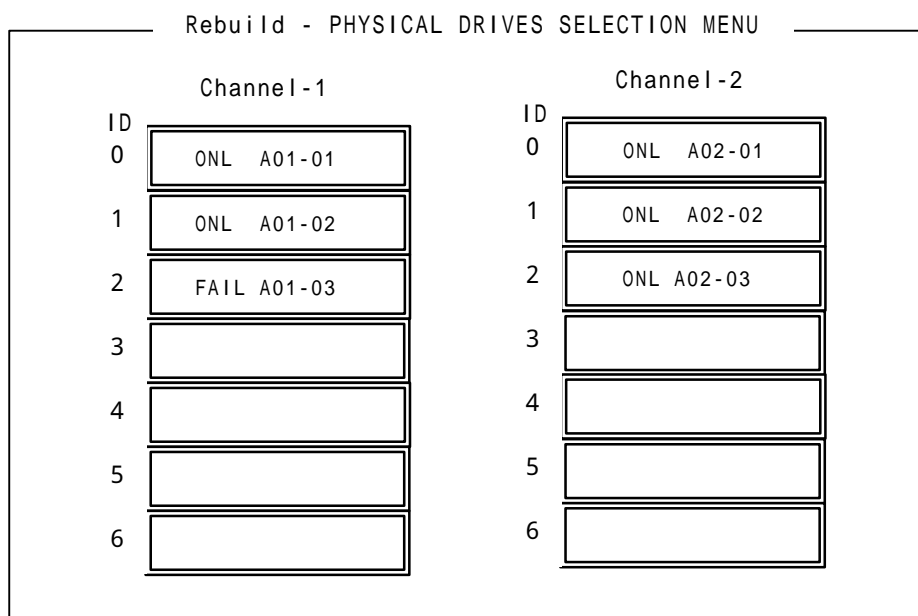 Rebuild - PHYSICAL DRIVES SELECTION MENU
Channel-1
ID
0 ONL A01-01
1 ONL A01-02
2 FAIL A01-03
3
4
5
6
Channel-2
ID
0 ONL A02-01
1 ONL A02-02
2 ONL A02-03
3
4
5
6